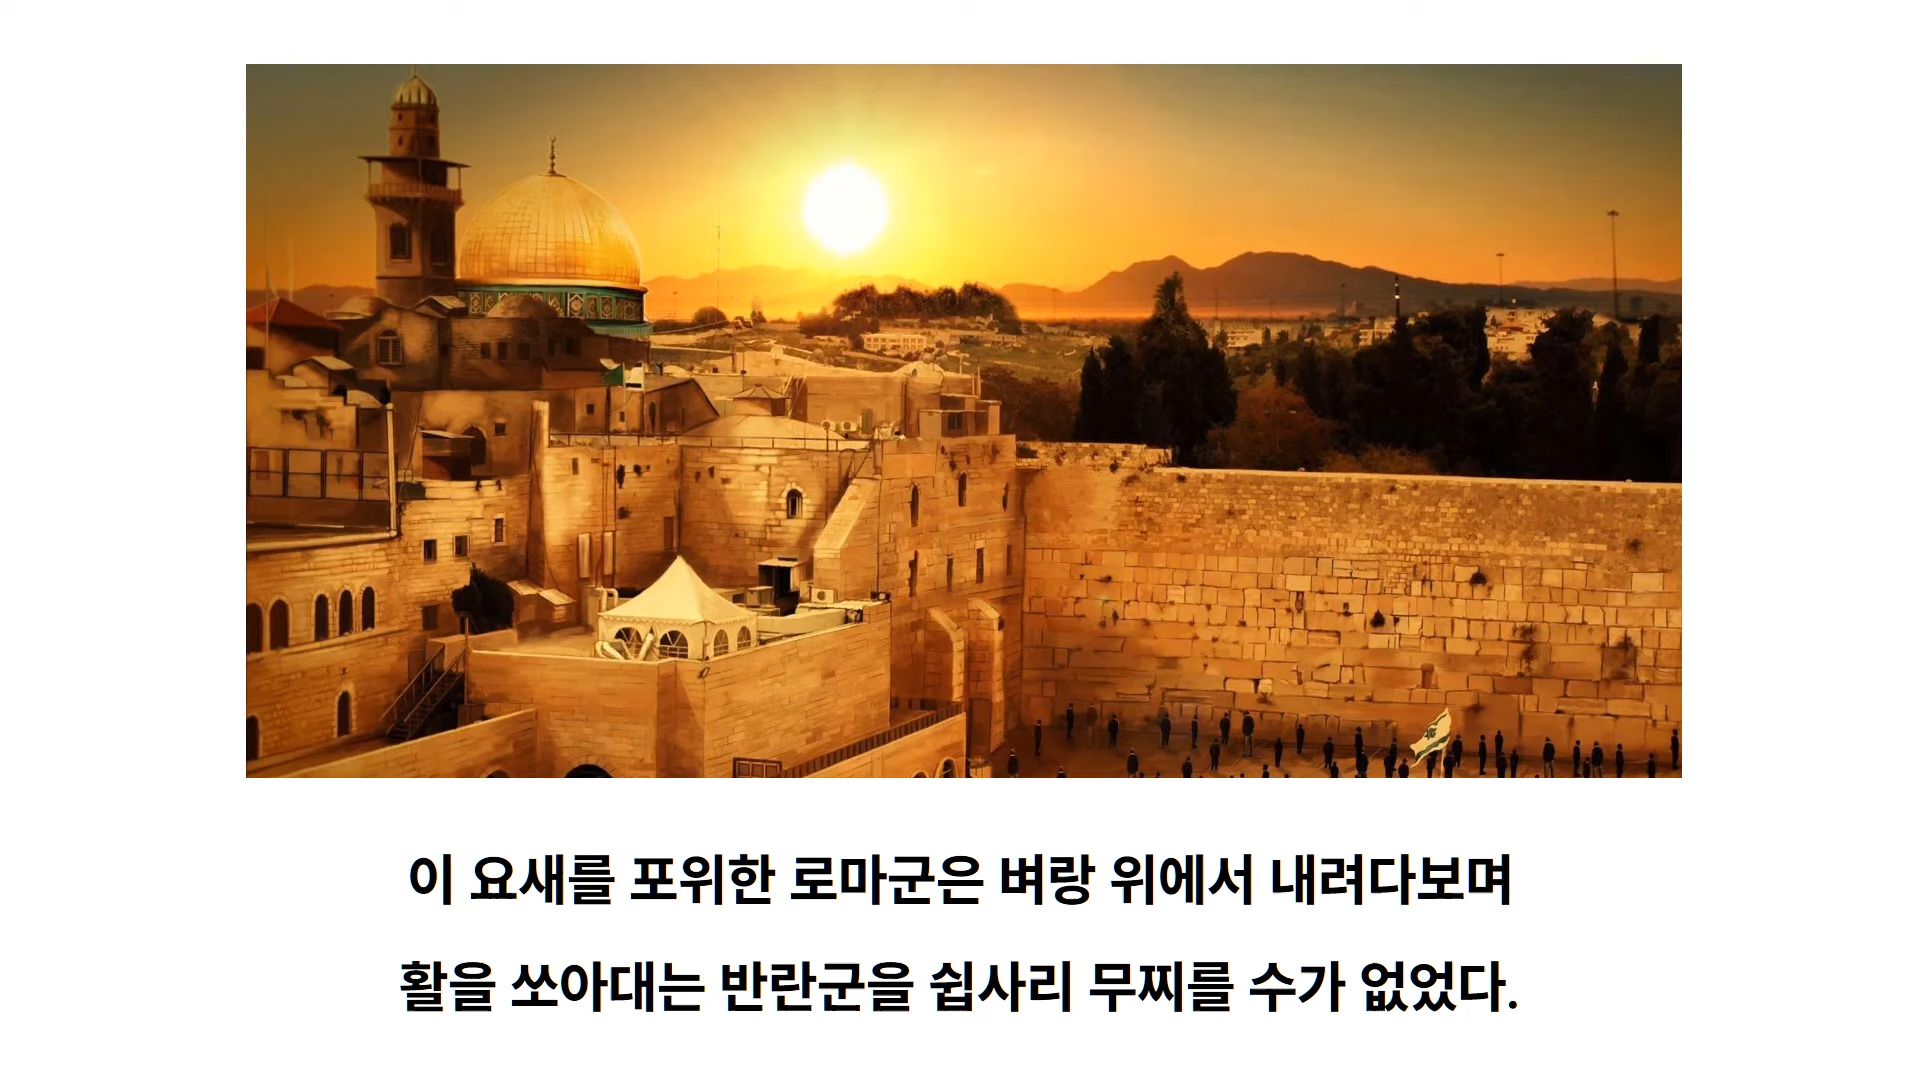 이 요새를 포위한 로마군은 벼랑 위에서 내려다보며
활을 쏘아대는 반란군을 쉽사리 무찌를 수가 없었다.